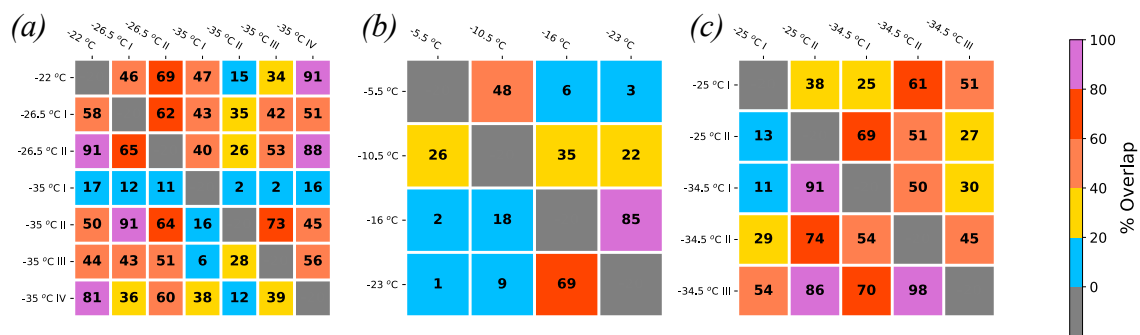 (a)
-22 °C -26.5 °C I -26.5 °C II -35 °C I -35 °C II -35 °C III -35 °C IV
-22 °C 46 69 47 15 34 91
-26.5 °C I 58 62 43 35 42 51
-26.5 °C II 91 65 40 26 53 88
-35 °C I 17 12 11 2 2 16
-35 °C II 50 91 64 16 73 45
-35 °C III 44 43 51 6 28 56
-35 °C IV 81 36 60 38 12 39
(b)
-5.5 °C -10.5 °C -16 °C -23 °C
-5.5 °C 48 6 3
-10.5 °C 26 35 22
-16 °C 2 18 85
-23 °C 1 9 69
(c)
-25 °C I -25 °C II -34.5 °C I -34.5 °C II -34.5 °C III
-25 °C I 38 25 61 51
-25 °C II 13 69 51 27
-34.5 °C I 11 91 50 30
-34.5 °C II 29 74 54 45
-34.5 °C III 54 86 70 98
100
80
60
40
20
0
% Overlap